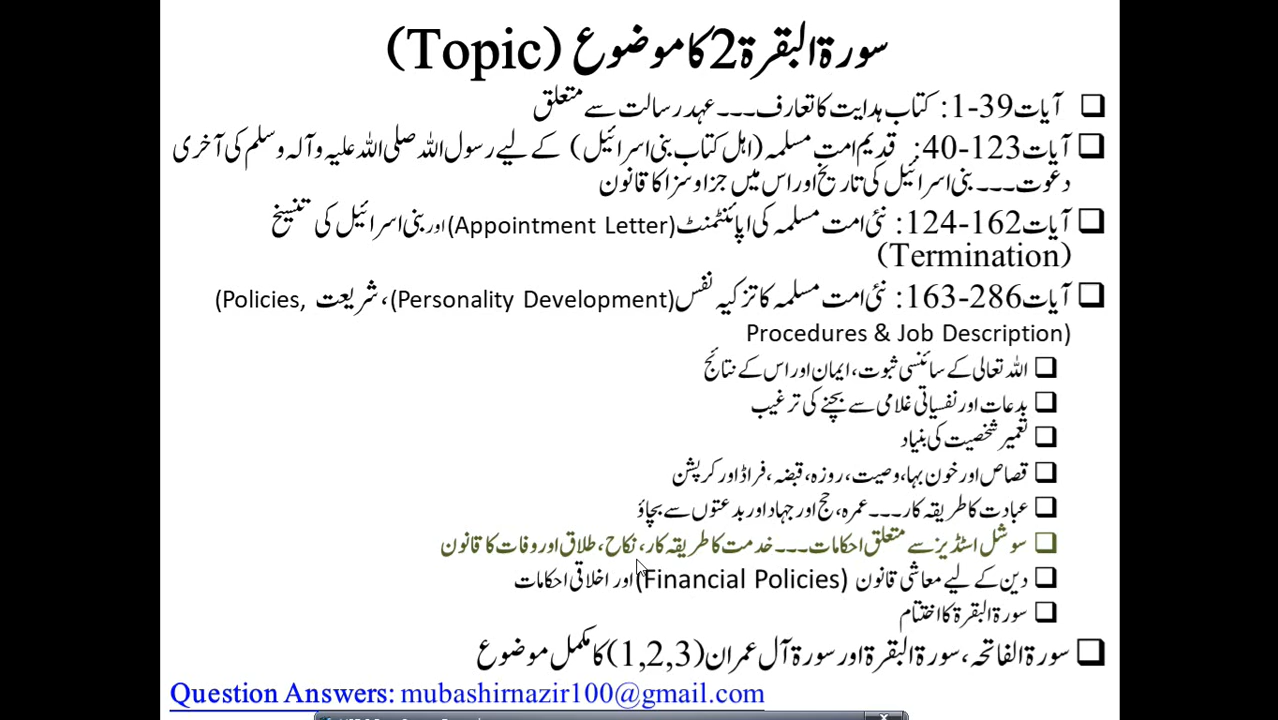 سورۃ البقرۃ 2 کا موضوع (Topic)
آیات 39-1: کتاب ہدایت کا تعارف۔۔۔ عہد رسالت سے متعلق
آیات 123-40: قدیم امت مسلمہ (اہل کتاب بنی اسرائیل) کے لیے رسول اللہ صلی اللہ علیہ وآلہ وسلم کی آخری
دعوت۔۔۔ بنی اسرائیل کی تاریخ اور اس میں جزا و سزا کا قانون
آیات 162-124: نئی امت مسلمہ کی اپائنٹمنٹ (Appointment Letter) اور بنی اسرائیل کی تنسیخ
(Termination)
آیات 286-163: نئی امت مسلمہ کا تزکیہ نفس (Personality Development)، شریعت (Policies,
Procedures & Job Description)
اللہ تعالی کے سائنسی ثبوت، ایمان اور اس کے نتائج
بدعات اور نفسیاتی غلامی سے بچنے کی ترغیب
تعمیر شخصیت کی بنیاد
قصاص اور خون بہا، وصیت، روزہ، قبضہ، فراڈ اور کرپشن
عبادت کا طریقہ کار۔۔۔ عمرہ، حج اور جہاد اور بدعتوں سے بچاؤ
سوشل اسٹڈیز سے متعلق احکامات۔۔۔ خدمت کا طریقہ کار، نکاح، طلاق اور وفات کا قانون
دین کے لیے معاشی قانون (Financial Policies) اور اخلاقی احکامات
سورۃ البقرۃ کا اختتام
سورۃ الفاتحہ، سورۃ البقرۃ اور سورۃ آل عمران (1,2,3) کا مکمل موضوع
Question Answers: mubashirnazir100@gmail.com